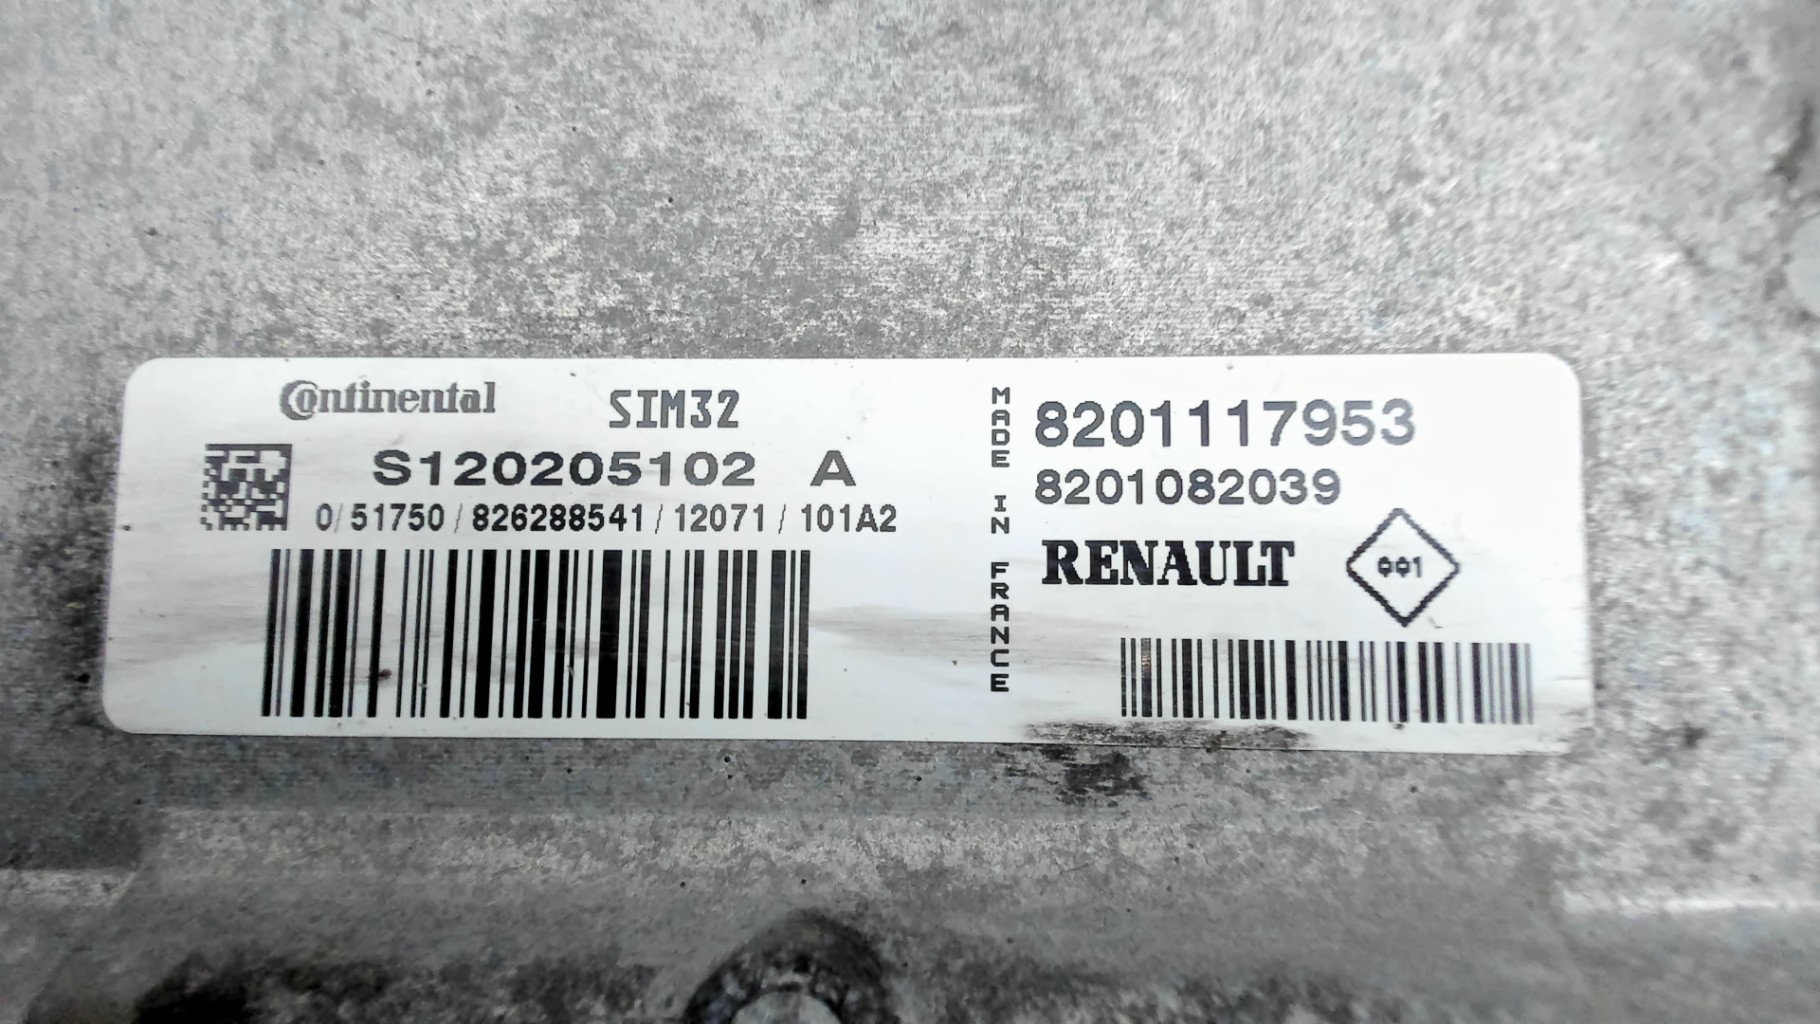 Continental SIM32
S120205102 A
0/51750/826288541/12071/101A2
MADE IN FRANCE
8201117953
8201082039
RENAULT
001